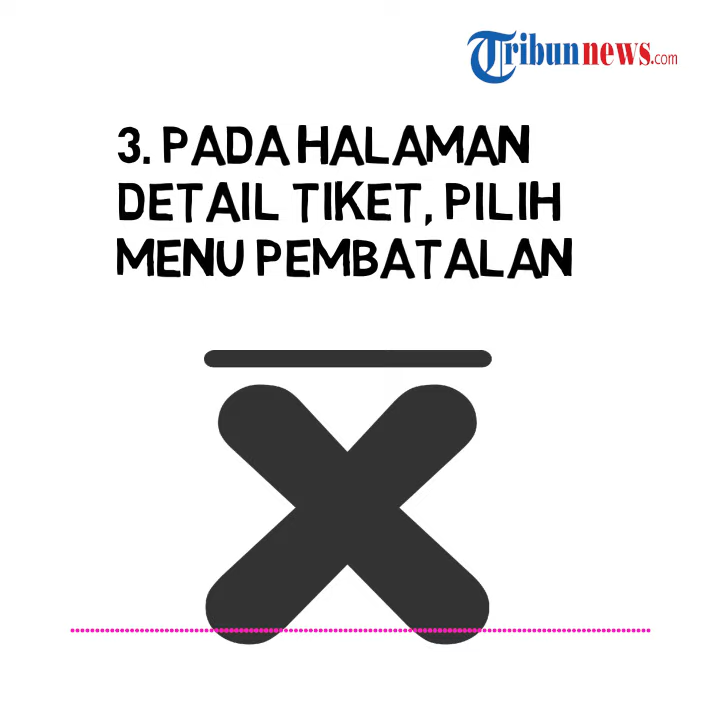 Tribunnews.com
3. PADA HALAMAN
DETAIL TIKET, PILIH
MENU PEMBATALAN